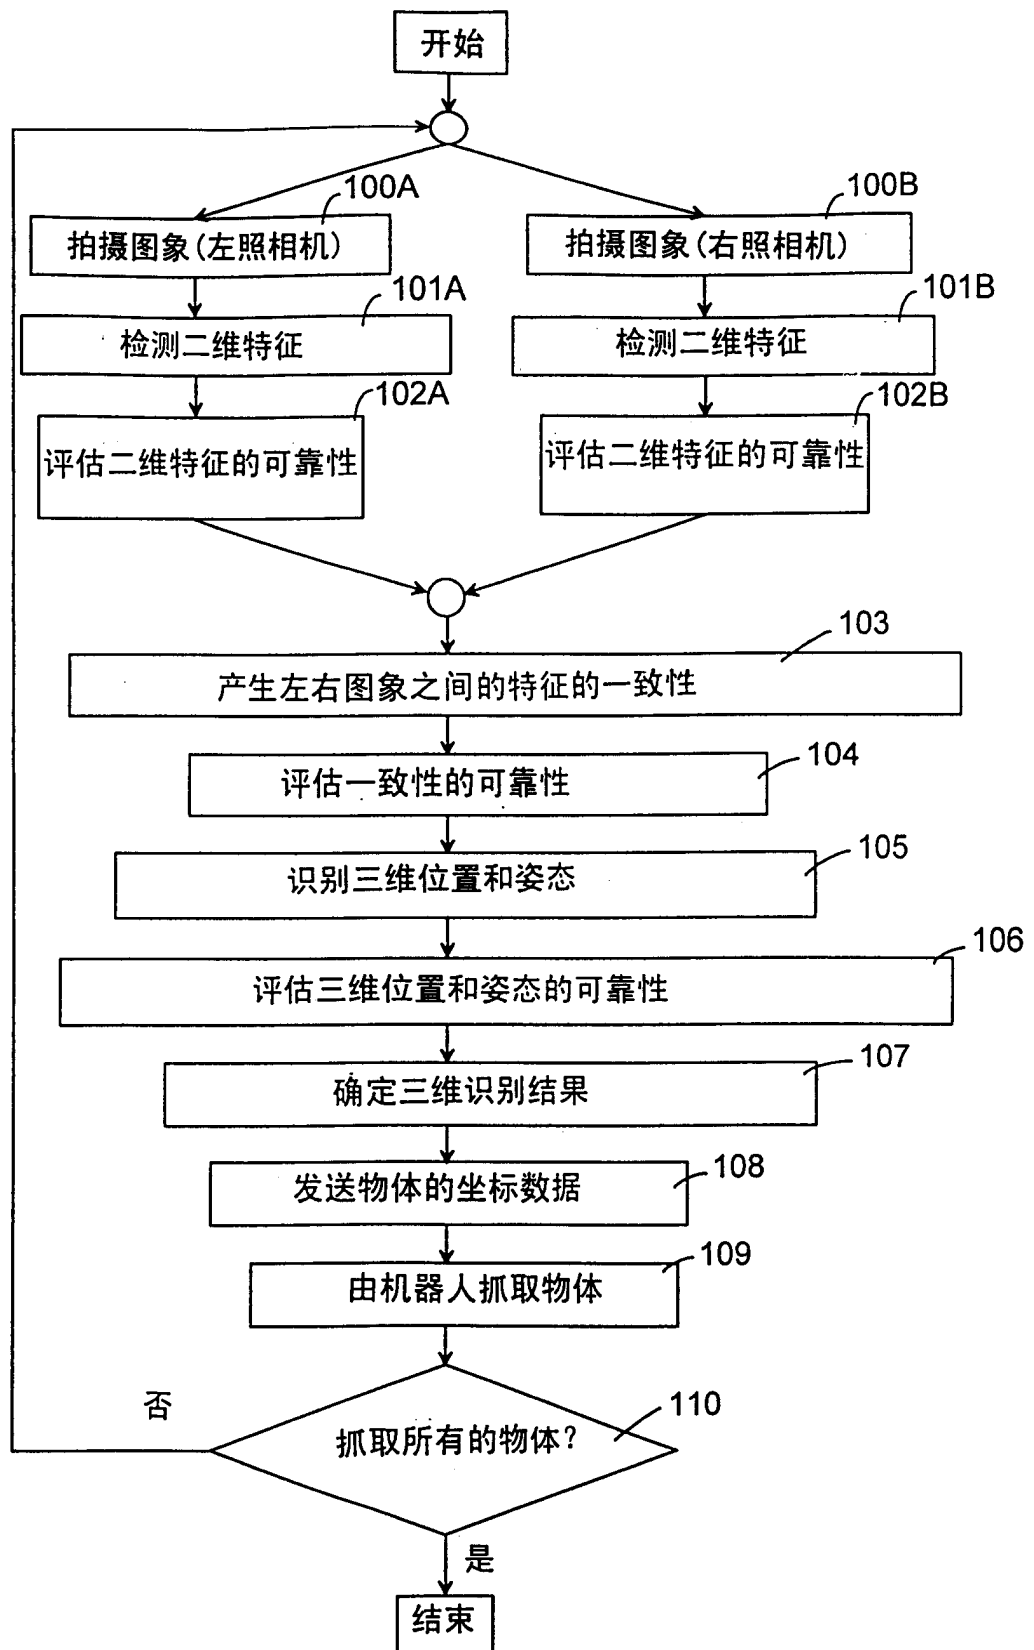 开始
100A
100B
拍摄图象(左照相机)
拍摄图象(右照相机)
101A
101B
检测二维特征
检测二维特征
102A
102B
评估二维特征的可靠性
评估二维特征的可靠性
103
产生左右图象之间的特征的一致性
104
评估一致性的可靠性
105
识别三维位置和姿态
106
评估三维位置和姿态的可靠性
107
确定三维识别结果
108
发送物体的坐标数据
109
由机器人抓取物体
否
110
抓取所有的物体?
是
结束